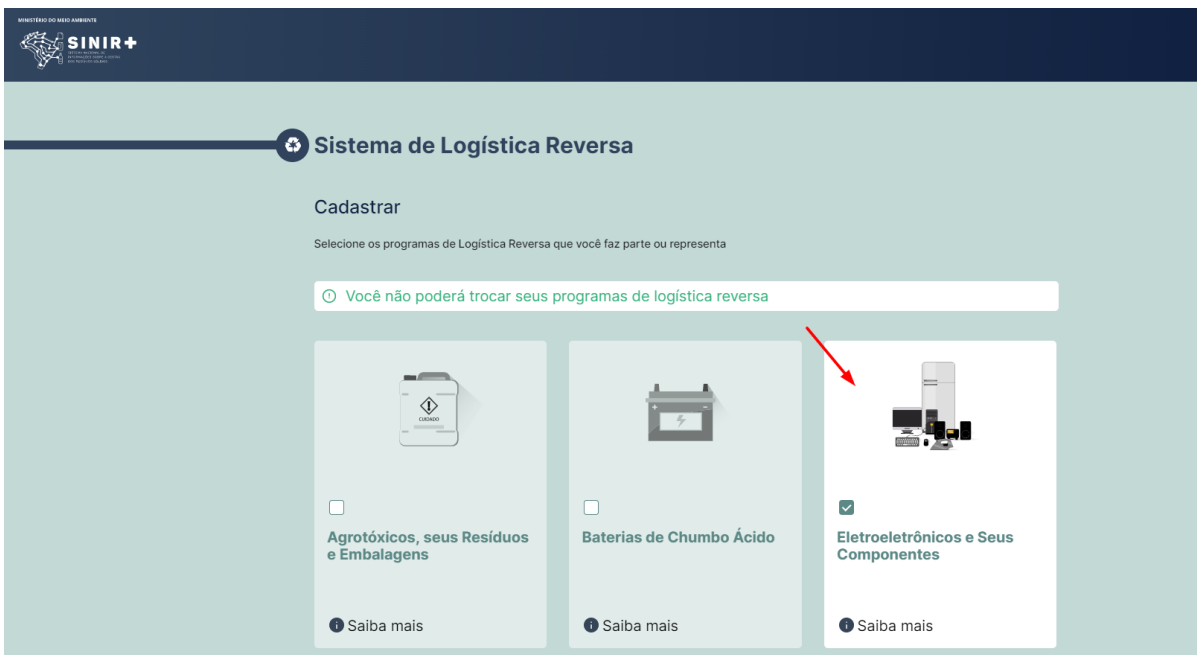 MINISTÉRIO DO MEIO AMBIENTE
SINIR+
Sistema de Logística Reversa
Cadastrar
Selecione os programas de Logística Reversa que você faz parte ou representa
Você não poderá trocar seus programas de logística reversa
CUIDADO
Agrotóxicos, seus Resíduos
e Embalagens
Saiba mais
Baterias de Chumbo Ácido
Saiba mais
Eletroeletrônicos e Seus
Componentes
Saiba mais